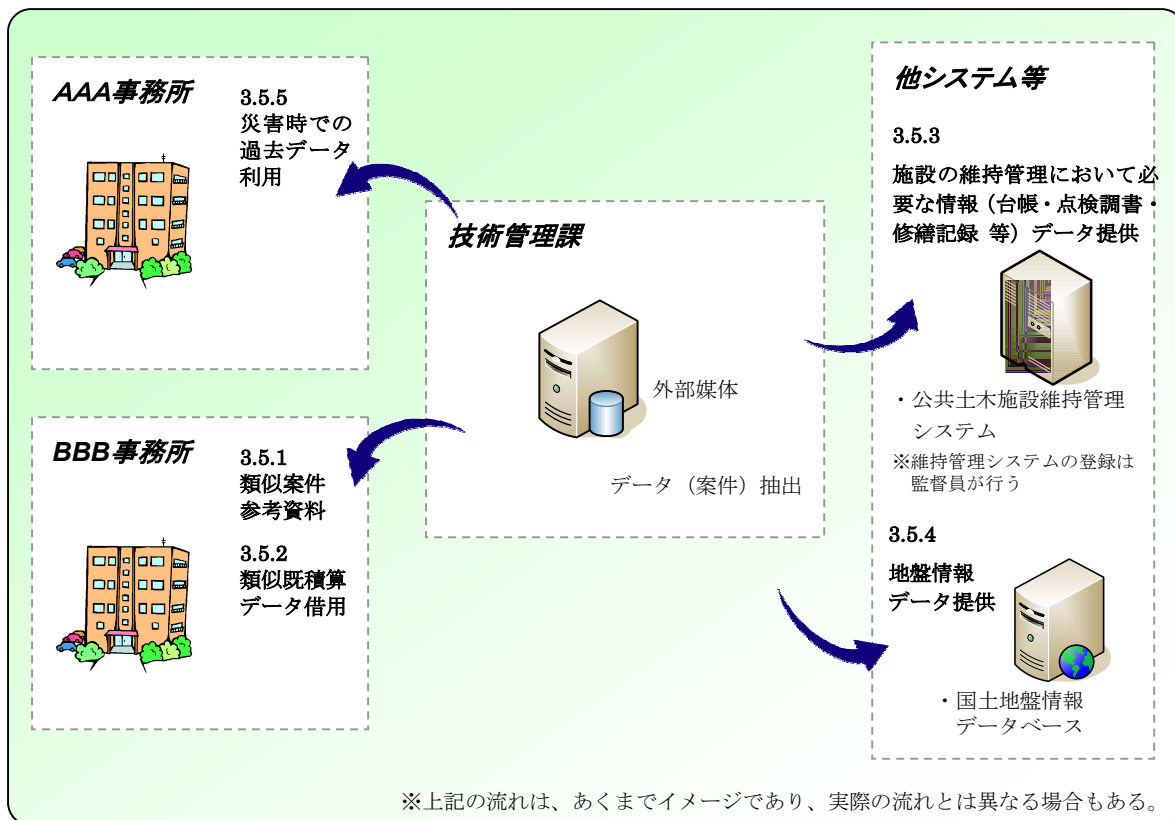 AAA事務所
3.5.5
災害時での
過去データ
利用
BBB事務所
3.5.1
類似案件
参考資料
3.5.2
類似既積算
データ借用
技術管理課
外部媒体
データ（案件）抽出
他システム等
3.5.3
施設の維持管理において必
要な情報（台帳・点検調書・
修繕記録 等）データ提供
・公共土木施設維持管理
システム
※維持管理システムの登録は
監督員が行う
3.5.4
地盤情報
データ提供
・国土地盤情報
データベース
※上記の流れは、あくまでイメージであり、実際の流れとは異なる場合もある。